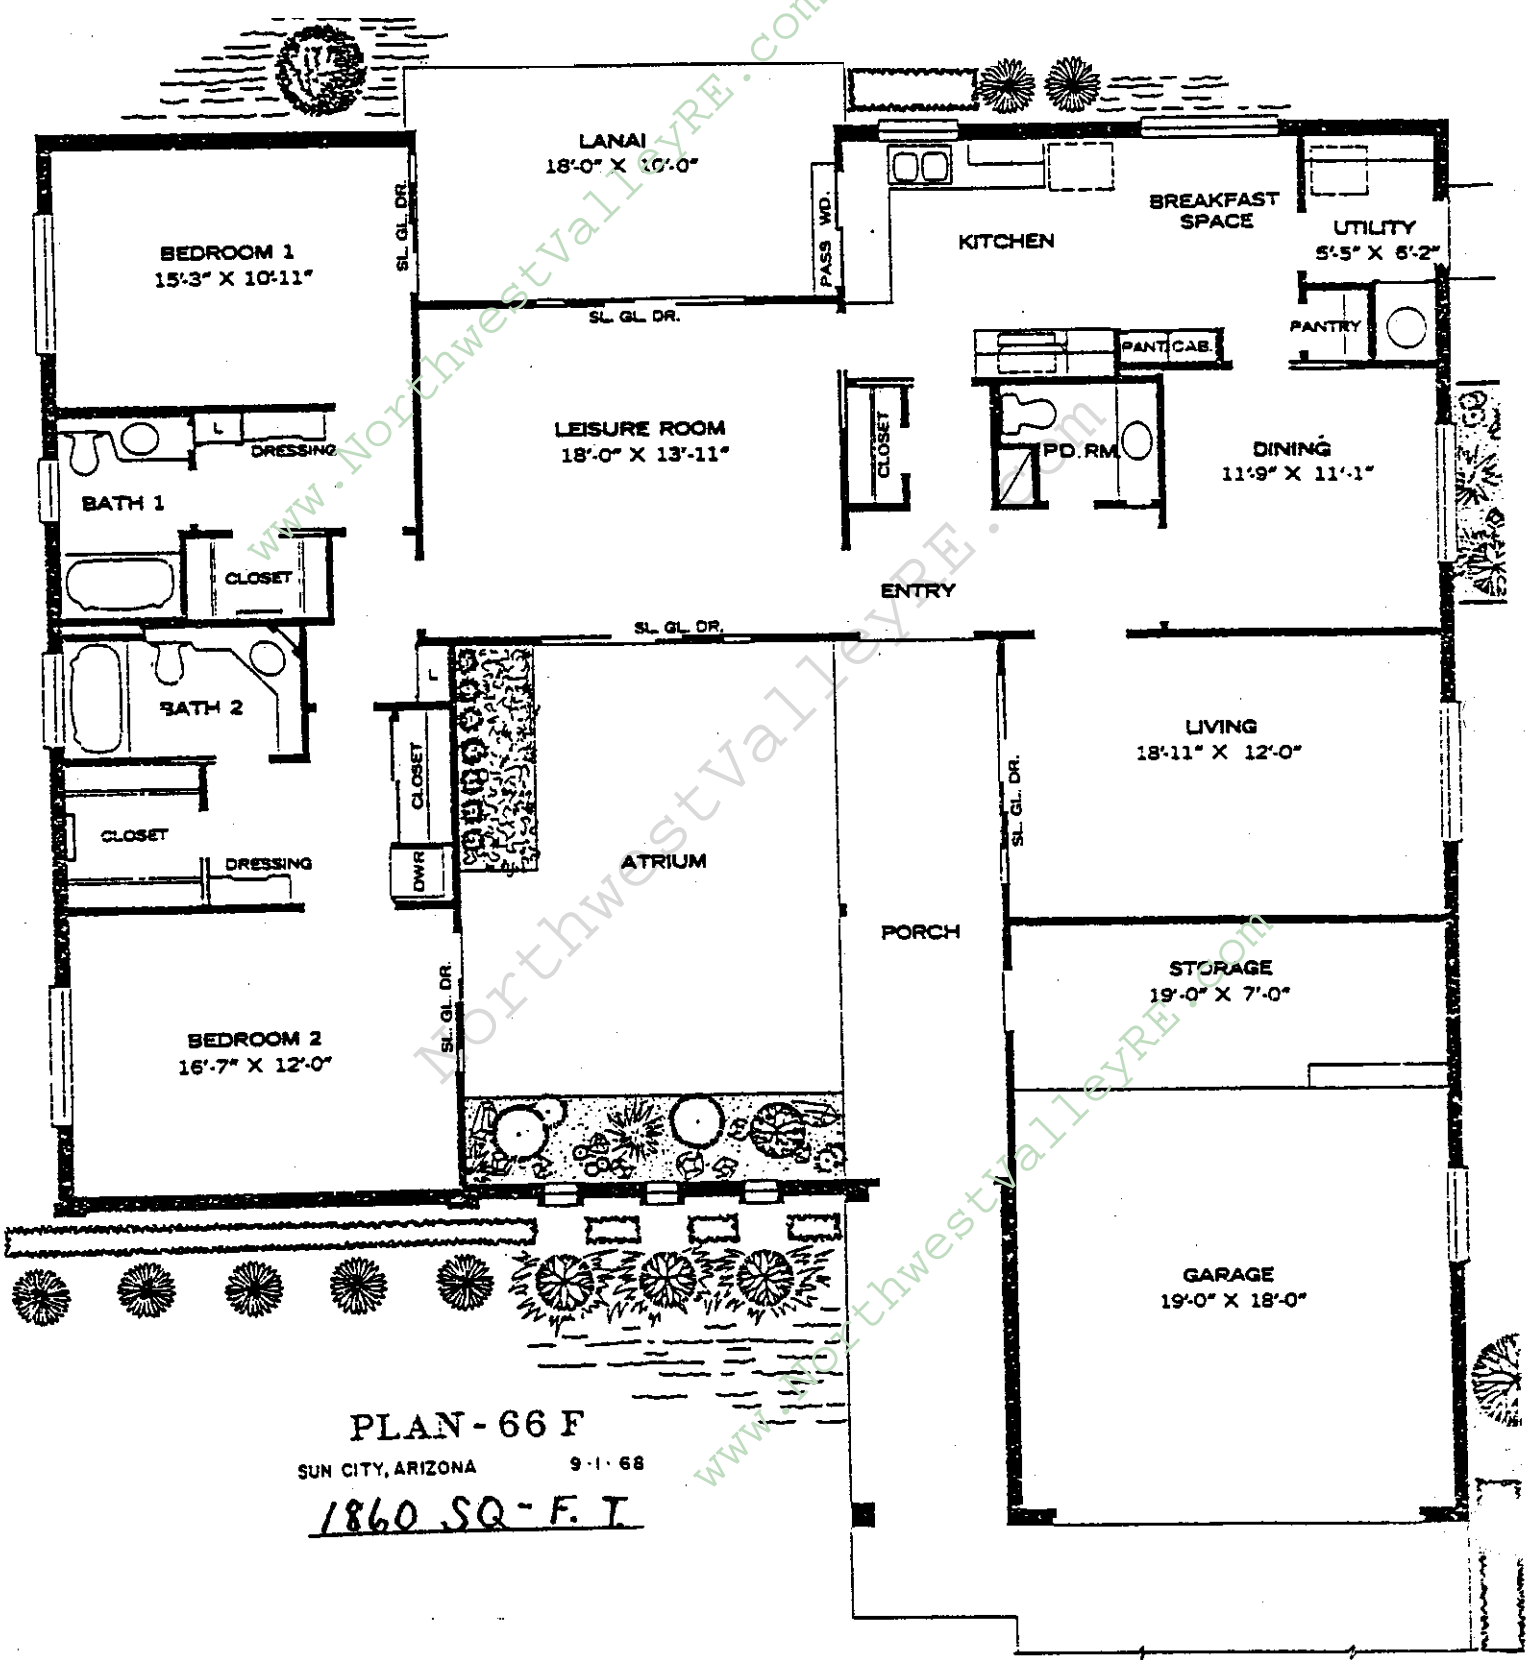 LANAI
18'-0" X 10'-0"
SL. GL. DR.
PASS WD.
BEDROOM 1
15'-3" X 10'-11"
KITCHEN
BREAKFAST
SPACE
UTILITY
5'-5" X 6'-2"
SL. GL. DR.
PANTRY
PANT. CAB.
L
DRESSING
LEISURE ROOM
18'-0" X 13'-11"
CLOSET
PD. RM.
DINING
11'-9" X 11'-1"
BATH 1
CLOSET
ENTRY
SL. GL. DR.
L
BATH 2
CLOSET
LIVING
18'-11" X 12'-0"
SL. GL. DR.
CLOSET
DRESSING
DWR
ATRIUM
PORCH
STORAGE
19'-0" X 7'-0"
SL. GL. DR.
BEDROOM 2
16'-7" X 12'-0"
GARAGE
19'-0" X 18'-0"
PLAN - 66 F
SUN CITY, ARIZONA 9-1-68
1860 SQ-F.T.
www.NorthwestValleyRE.com
NorthwestValleyRE.com
www.NorthwestValleyRE.com